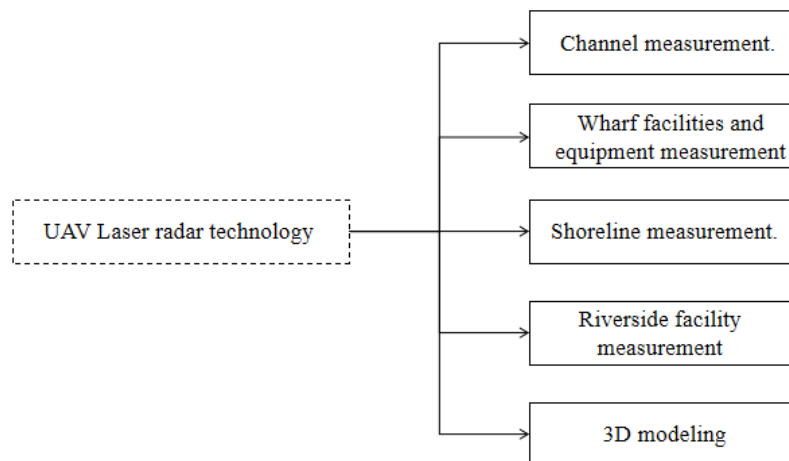 Channel measurement.
Wharf facilities and
equipment measurement
UAV Laser radar technology
Shoreline measurement.
Riverside facility
measurement
3D modeling